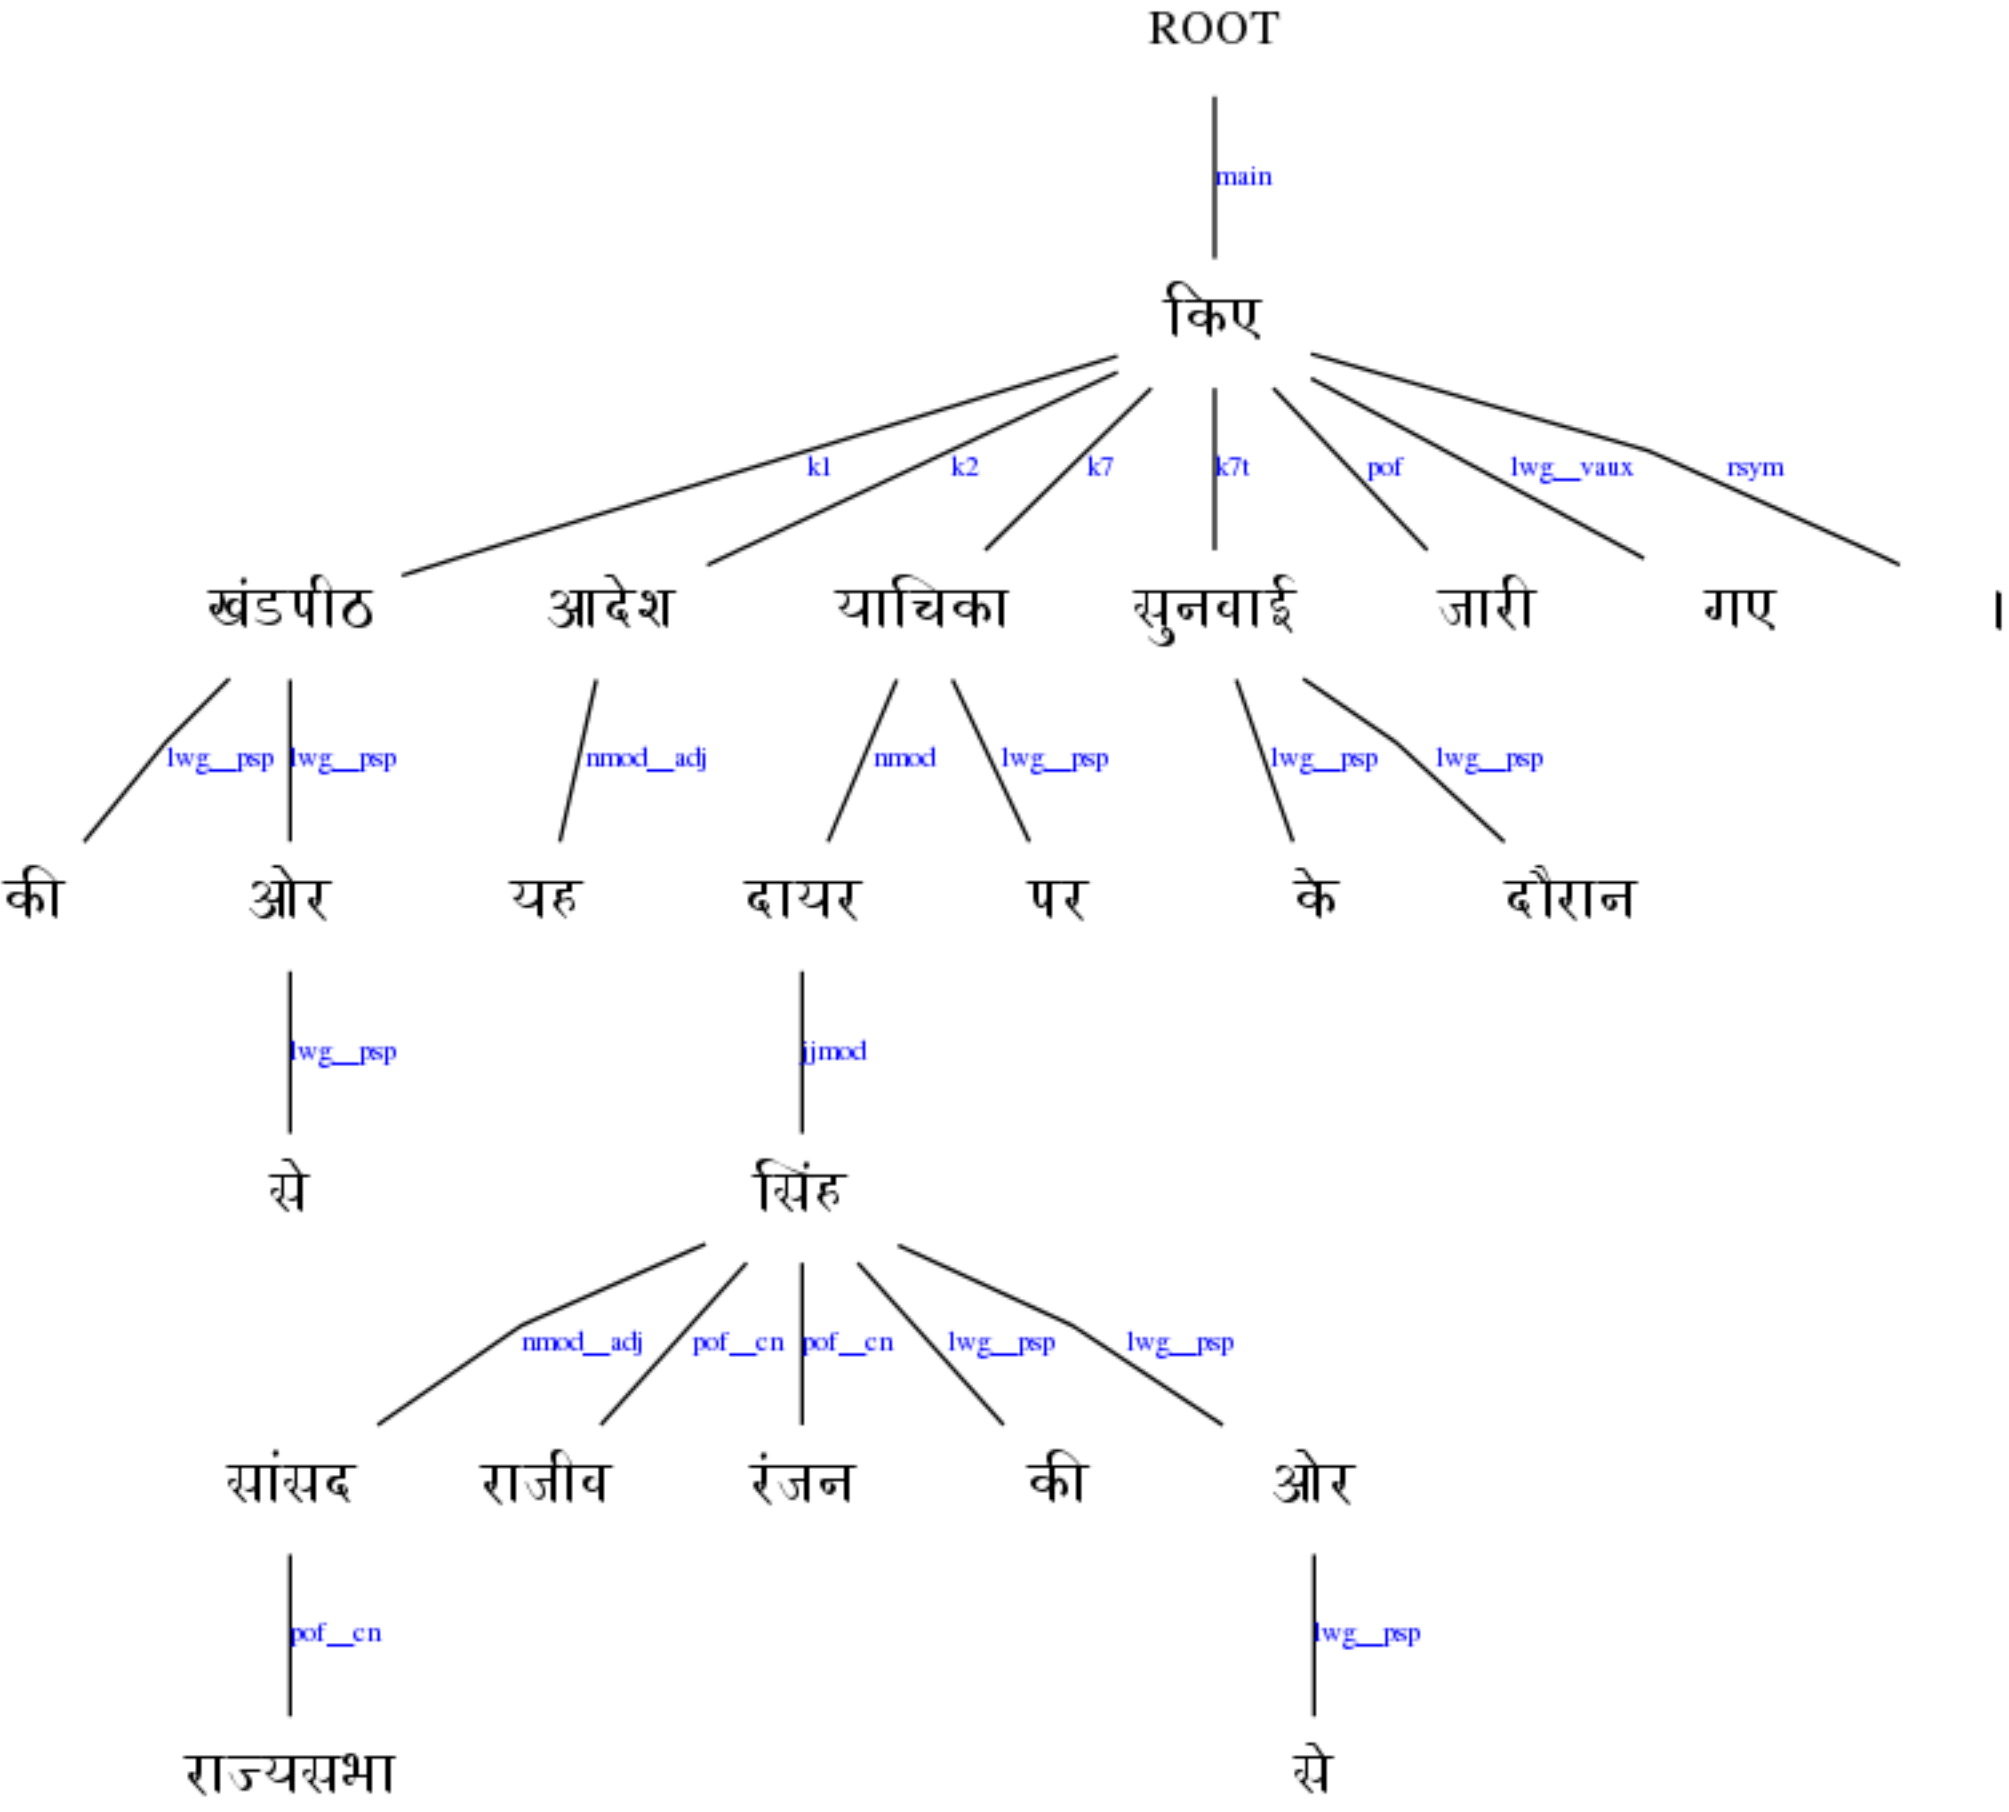 ROOT
main
किए
k1 k2 k7 k7t pof lwg__vaux rsym
खंडपीठ आदेश याचिका सुनवाई जारी गए ।
lwg__psp lwg__psp nmod__adj nmod lwg__psp lwg__psp lwg__psp
की ओर यह दायर पर के दौरान
lwg__psp jjmod
से सिंह
nmod__adj pof__cn pof__cn lwg__psp lwg__psp
सांसद राजीव रंजन की ओर
pof__cn lwg__psp
राज्यसभा से